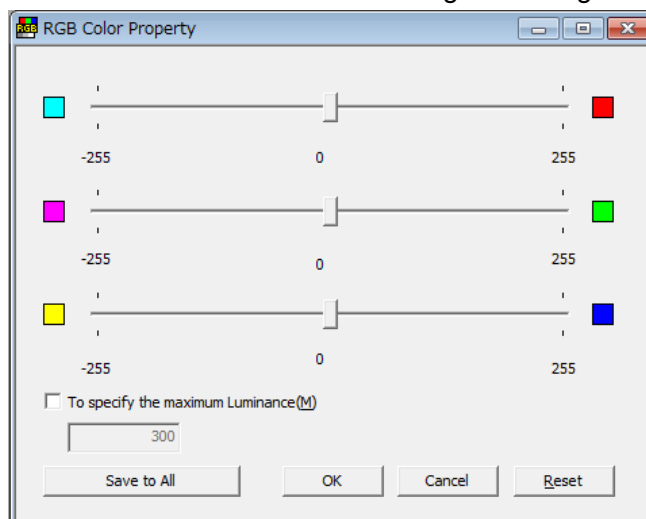 RGB
RGB Color Property
-255 0 255
-255 0 255
-255 0 255
To specify the maximum Luminance(M)
300
Save to All OK Cancel Reset